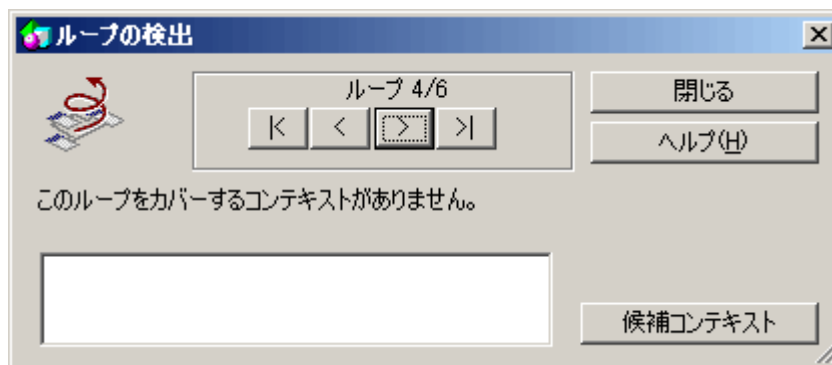 ループの検出
ループ 4/6
|< < > >|
閉じる
ヘルプ(H)
このループをカバーするコンテキストがありません。
候補コンテキスト